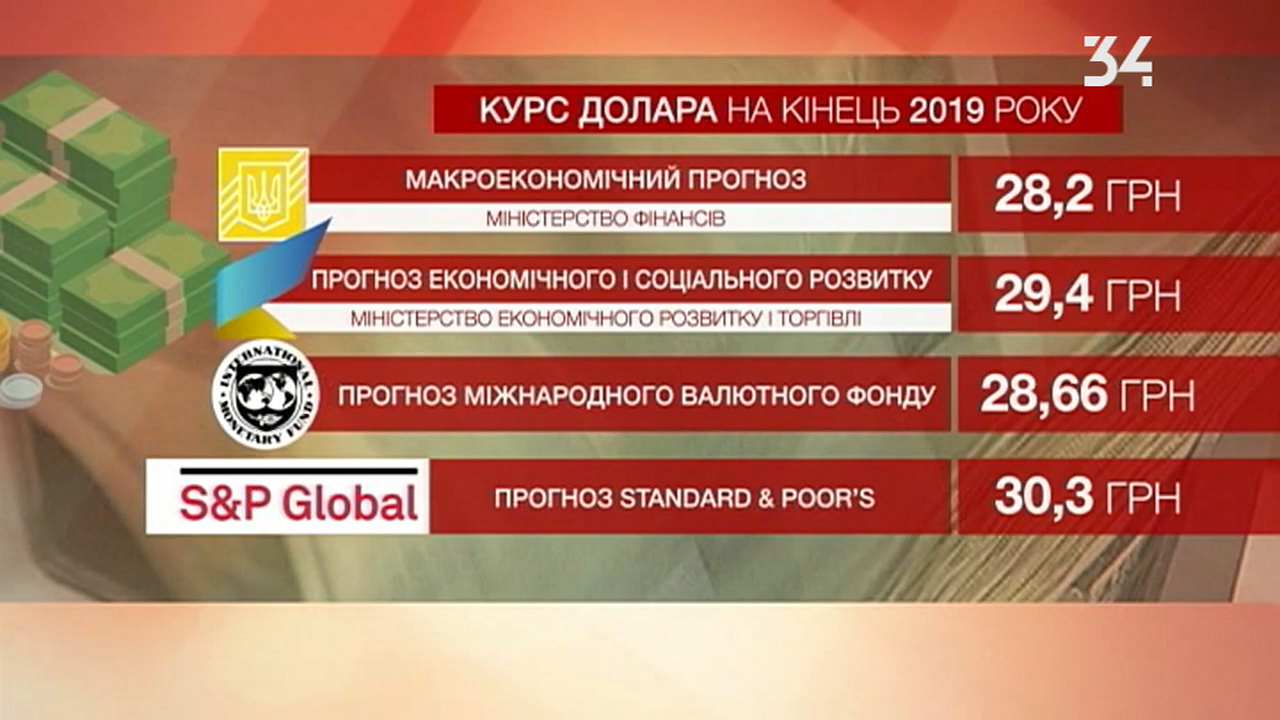 34
КУРС ДОЛАРА НА КІНЕЦЬ 2019 РОКУ
МАКРОЕКОНОМІЧНИЙ ПРОГНОЗ
МІНІСТЕРСТВО ФІНАНСІВ
28,2 ГРН
ПРОГНОЗ ЕКОНОМІЧНОГО І СОЦІАЛЬНОГО РОЗВИТКУ
МІНІСТЕРСТВО ЕКОНОМІЧНОГО РОЗВИТКУ І ТОРГІВЛІ
29,4 ГРН
INTERNATIONAL MONETARY FUND
ПРОГНОЗ МІЖНАРОДНОГО ВАЛЮТНОГО ФОНДУ
28,66 ГРН
S&P Global
ПРОГНОЗ STANDARD & POOR'S
30,3 ГРН